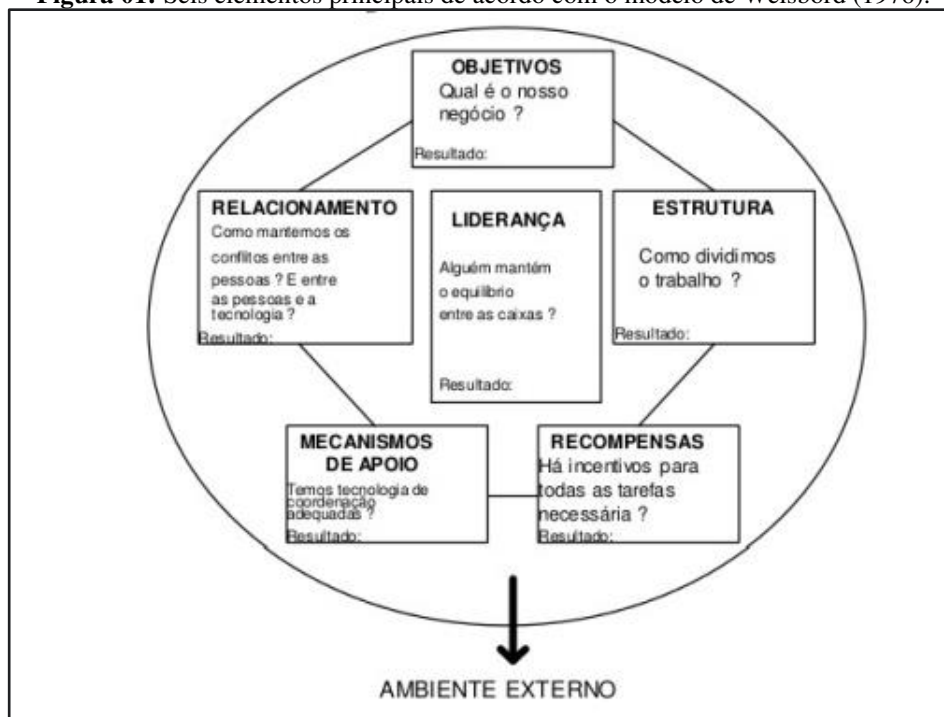 Figura 01: Seis elementos principais de acordo com o modelo de Weisbord (1976).
OBJETIVOS
Qual é o nosso
negócio ?
Resultado:
RELACIONAMENTO
Como mantemos os
conflitos entre as
pessoas ? E entre
as pessoas e a
tecnologia ?
Resultado:
LIDERANÇA
Alguém mantém
o equilíbrio
entre as caixas ?
Resultado:
ESTRUTURA
Como dividimos
o trabalho ?
Resultado:
MECANISMOS
DE APOIO
Temos tecnologia de
coordenação
adequadas ?
Resultado:
RECOMPENSAS
Há incentivos para
todas as tarefas
necessária ?
Resultado:
AMBIENTE EXTERNO